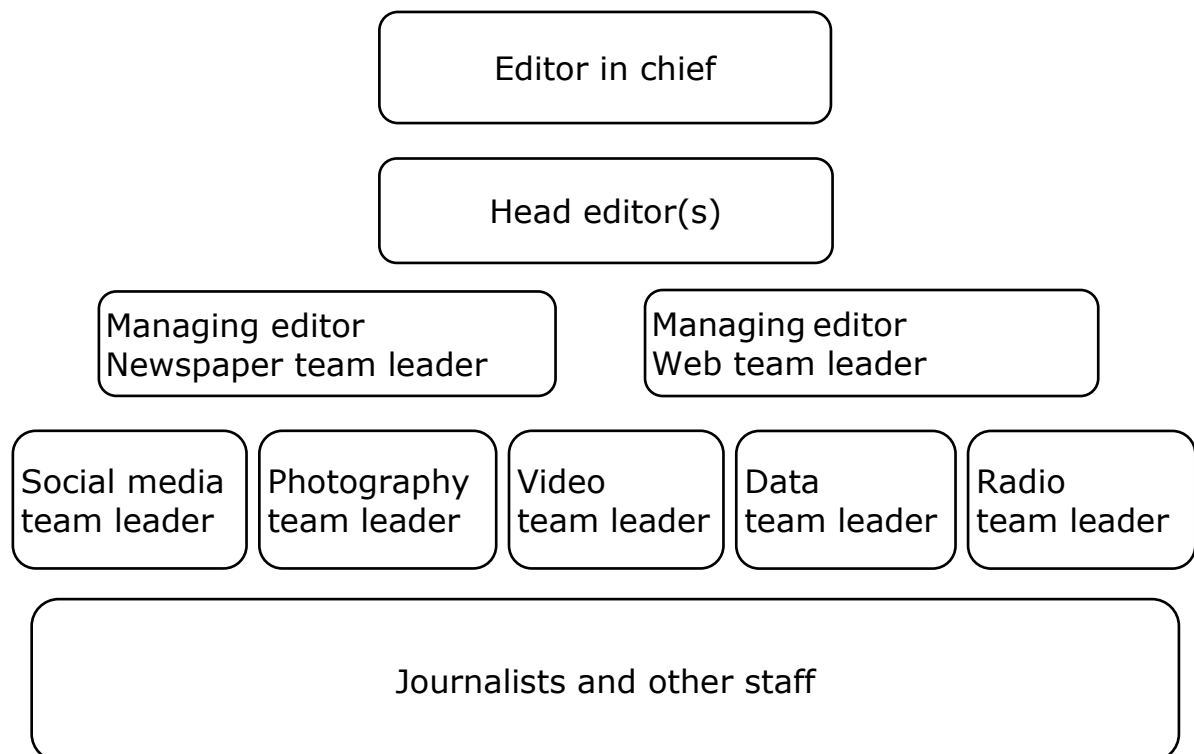 Editor in chief
Head editor(s)
Managing editor
Newspaper team leader
Managing editor
Web team leader
Social media
team leader
Photography
team leader
Video
team leader
Data
team leader
Radio
team leader
Journalists and other staff